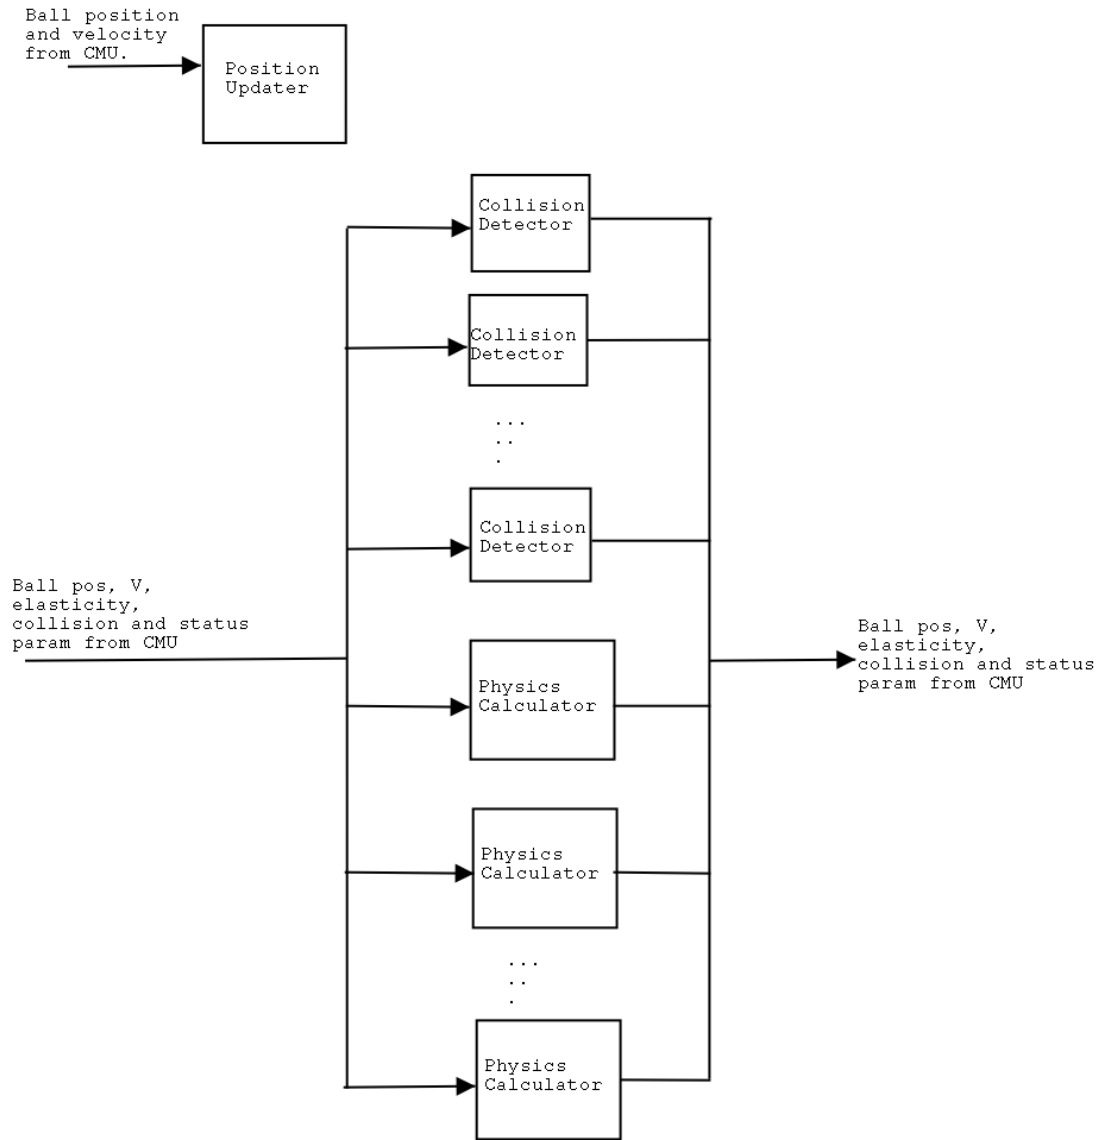 Ball position
and velocity
from CMU.
Position
Updater
Collision
Detector
Collision
Detector
...
..
.
Collision
Detector
Ball pos, V,
elasticity,
collision and status
param from CMU
Ball pos, V,
elasticity,
collision and status
param from CMU
Physics
Calculator
Physics
Calculator
...
..
.
Physics
Calculator